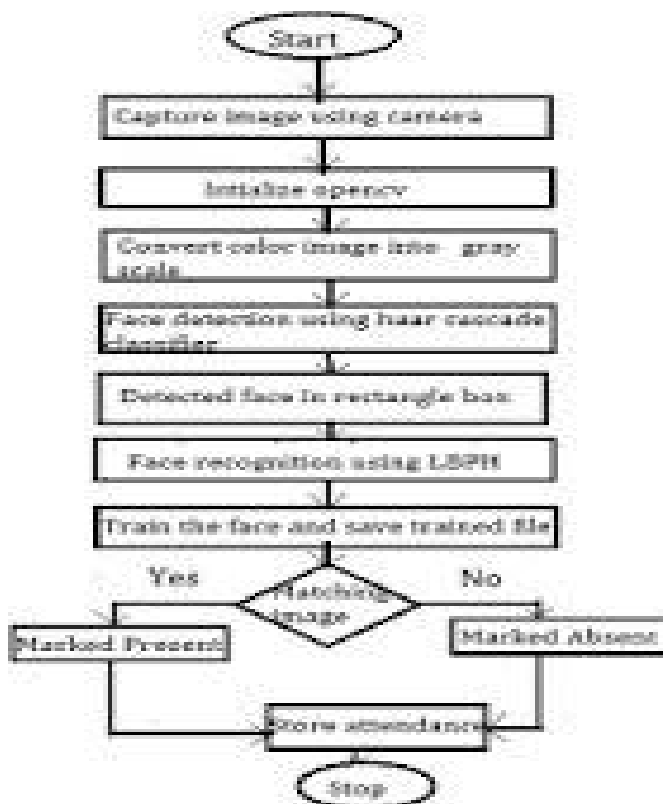 Start
Capture image using camera
Intialize opencv
Convert color image into gray
scale
Face detection using haar cascade
classifier
Detected face in rectangle box
Face recognition using LBPH
Train the face and save trained file
Yes
No
Matching
image
Marked Present
Marked Absent
Store attendance
Stop